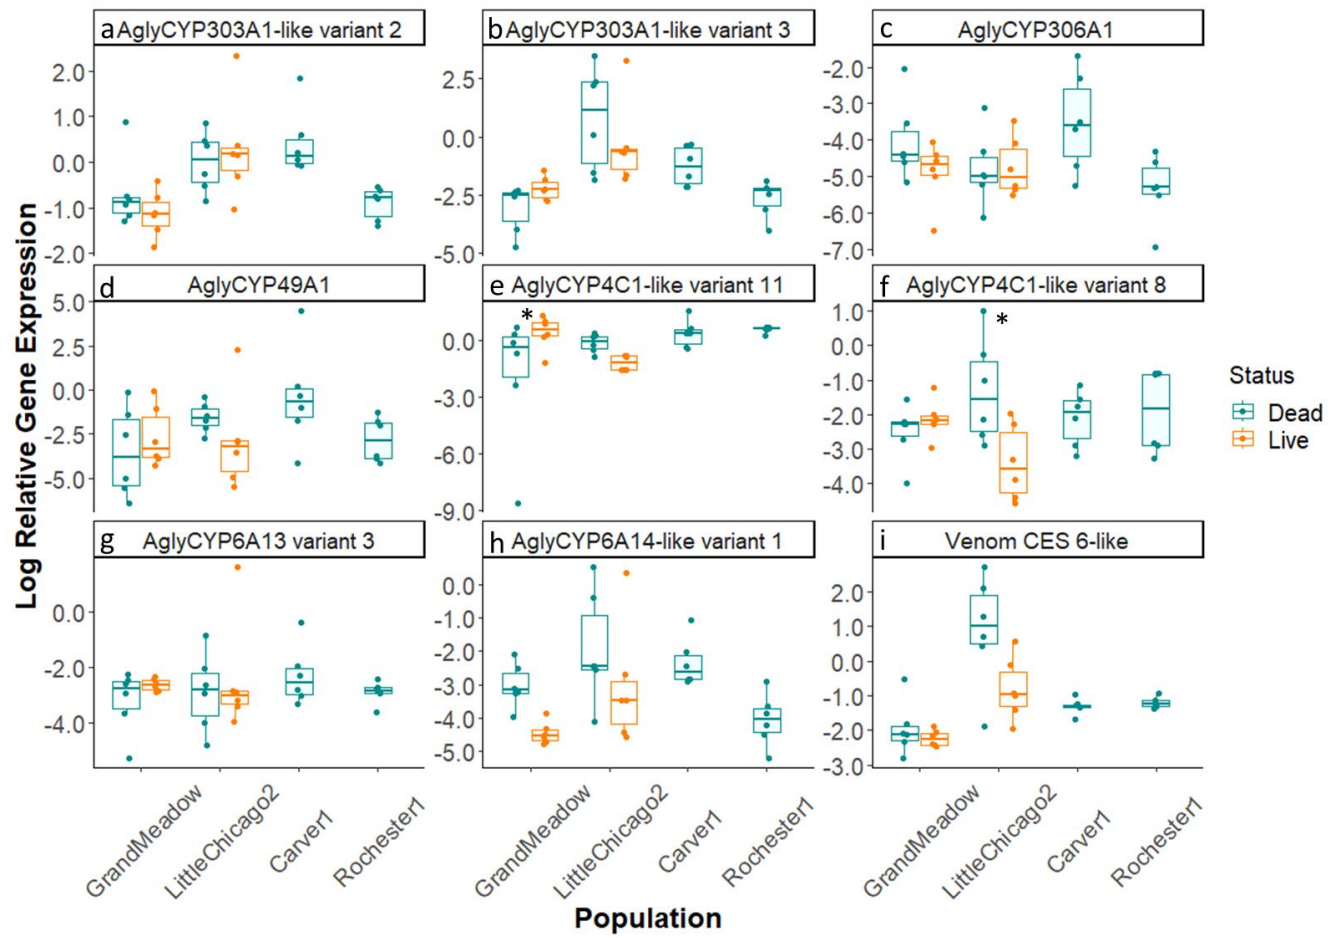 a AglyCYP303A1-like variant 2
b AglyCYP303A1-like variant 3
c AglyCYP306A1
2.0
1.0
0.0
-1.0
-2.0
2.5
0.0
-2.5
-5.0
-2.0
-3.0
-4.0
-5.0
-6.0
-7.0
d AglyCYP49A1
e AglyCYP4C1-like variant 11
f AglyCYP4C1-like variant 8
5.0
2.5
0.0
-2.5
-5.0
*
0.0
-3.0
-6.0
-9.0
*
1.0
0.0
-1.0
-2.0
-3.0
-4.0
g AglyCYP6A13 variant 3
h AglyCYP6A14-like variant 1
i Venom CES 6-like
0.0
-2.0
-4.0
0.0
-1.0
-2.0
-3.0
-4.0
-5.0
2.0
1.0
0.0
-1.0
-2.0
-3.0
GrandMeadow
LittleChicago2
Carver1
Rochester1
GrandMeadow
LittleChicago2
Carver1
Rochester1
GrandMeadow
LittleChicago2
Carver1
Rochester1
Log Relative Gene Expression
Population
Status
Dead
Live